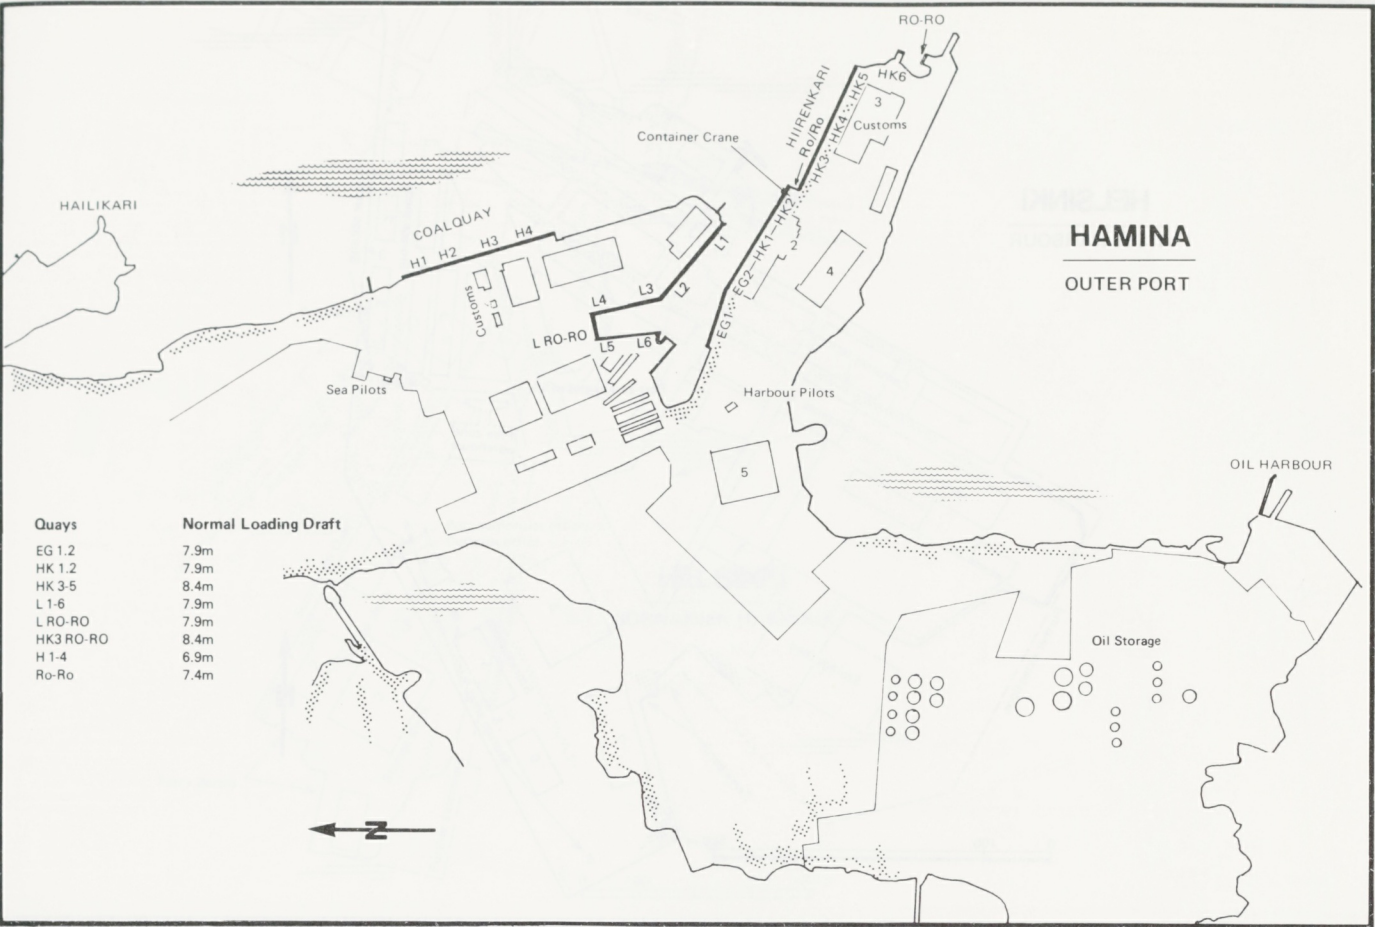 RO-RO
HK6
HK5
3
HIIRENKARI
Ro/Ro
HK4
Customs
Container Crane
HK3
HAILIKARI
COALQUAY
H1 H2 H3 H4
HAMINA
OUTER PORT
L1
EG2-HK1-HK2
2
4
L2
L3
L4
Customs
EG1
L RO-RO
L5
L6
Sea Pilots
Harbour Pilots
5
OIL HARBOUR
Quays Normal Loading Draft
EG 1.2 7.9m
HK 1.2 7.9m
HK 3-5 8.4m
L 1-6 7.9m
L RO-RO 7.9m
HK3 RO-RO 8.4m
H 1-4 6.9m
Ro-Ro 7.4m
Oil Storage
N